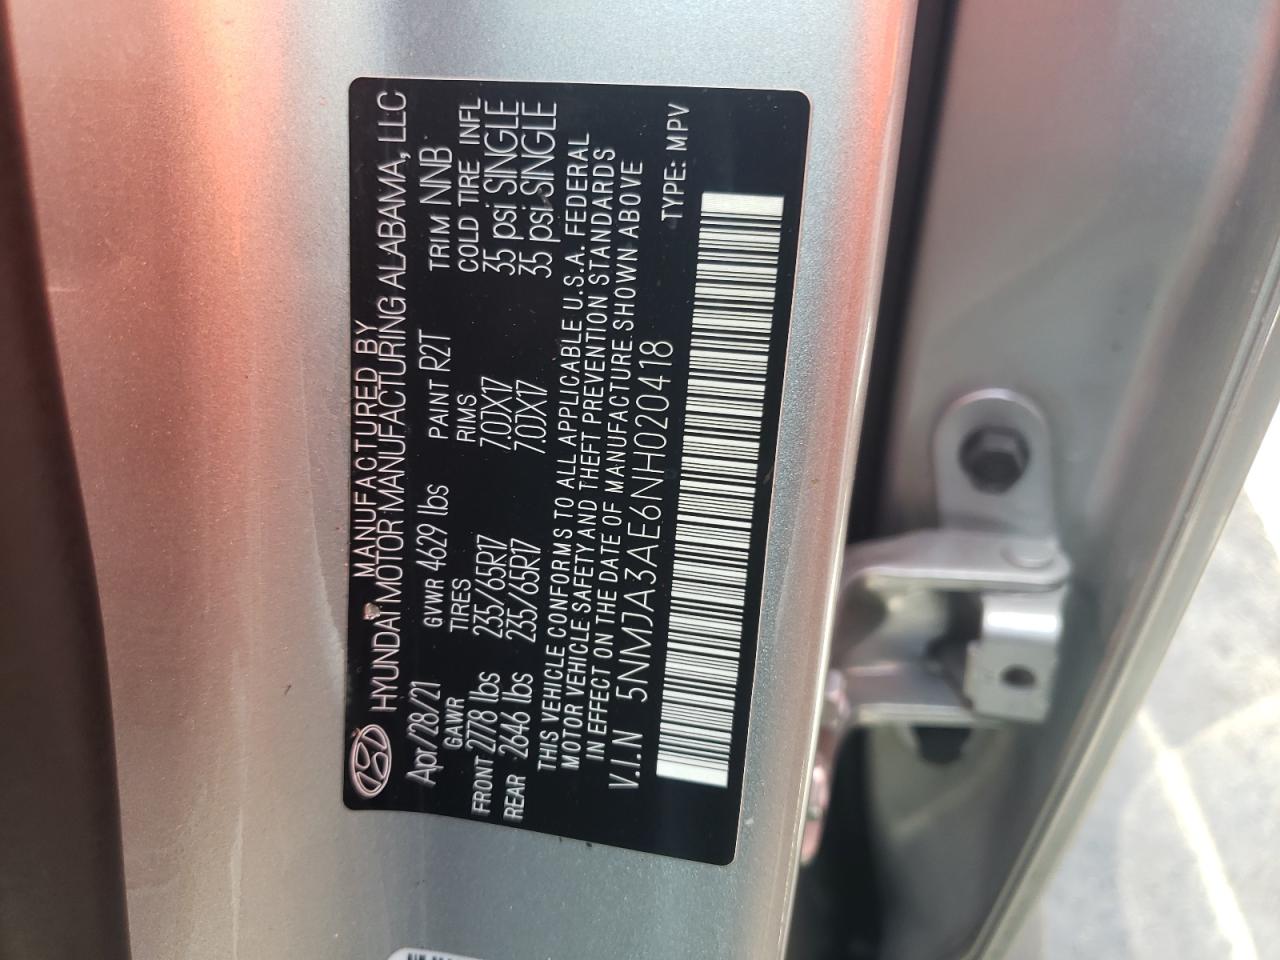 MANUFACTURED BY
HYUNDAI MOTOR MANUFACTURING ALABAMA, LLC
Apr/28/21 GVWR 4629 lbs PAINT R2T TRIM NNB
GAWR TIRES RIMS COLD TIRE INFL
FRONT 2778 lbs 235/65R17 7.0JX17 35 psi SINGLE
REAR 2646 lbs 235/65R17 7.0JX17 35 psi SINGLE
THIS VEHICLE CONFORMS TO ALL APPLICABLE U.S.A. FEDERAL
MOTOR VEHICLE SAFETY AND THEFT PREVENTION STANDARDS
IN EFFECT ON THE DATE OF MANUFACTURE SHOWN ABOVE
V.I.N 5NMJA3AE6NH020418 TYPE: MPV